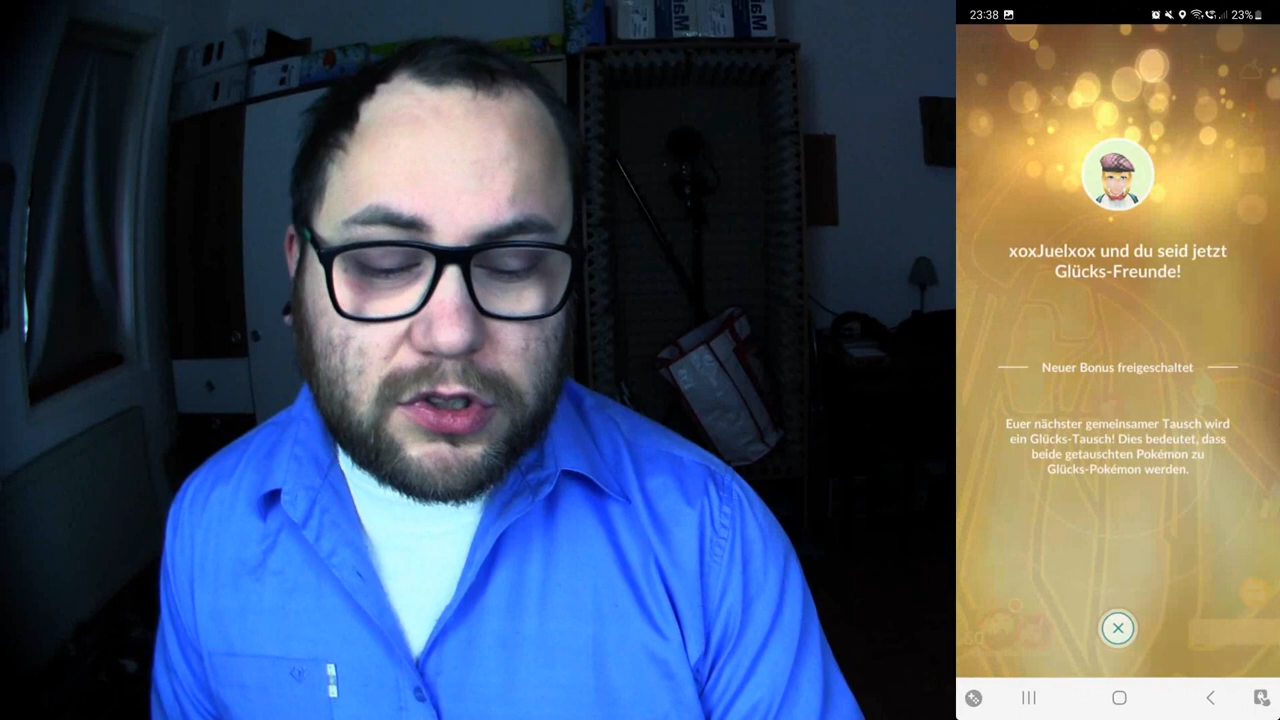 23:38
23%
xoxJuelxox und du seid jetzt
Glücks-Freunde!
Neuer Bonus freigeschaltet
Euer nächster gemeinsamer Tausch wird
ein Glücks-Tausch! Dies bedeutet, dass
beide getauschten Pokémon zu
Glücks-Pokémon werden.